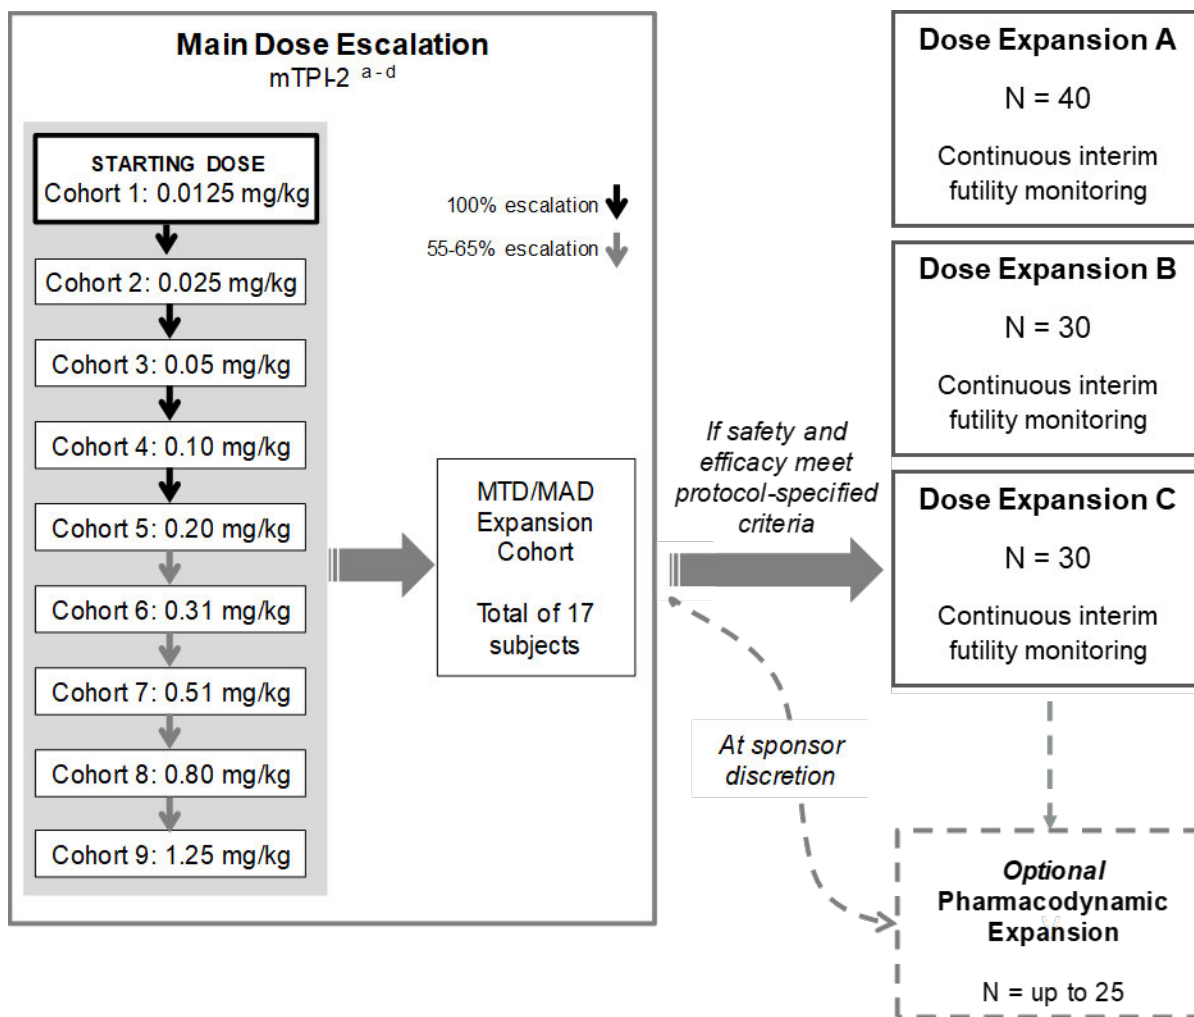 Main Dose Escalation
mTPI-2 a-d
STARTING DOSE
Cohort 1: 0.0125 mg/kg
Cohort 2: 0.025 mg/kg
Cohort 3: 0.05 mg/kg
Cohort 4: 0.10 mg/kg
Cohort 5: 0.20 mg/kg
Cohort 6: 0.31 mg/kg
Cohort 7: 0.51 mg/kg
Cohort 8: 0.80 mg/kg
Cohort 9: 1.25 mg/kg
100% escalation
55-65% escalation
MTD/MAD
Expansion
Cohort
Total of 17
subjects
If safety and
efficacy meet
protocol-specified
criteria
At sponsor
discretion
Dose Expansion A
N = 40
Continuous interim
futility monitoring
Dose Expansion B
N = 30
Continuous interim
futility monitoring
Dose Expansion C
N = 30
Continuous interim
futility monitoring
Optional
Pharmacodynamic
Expansion
N = up to 25